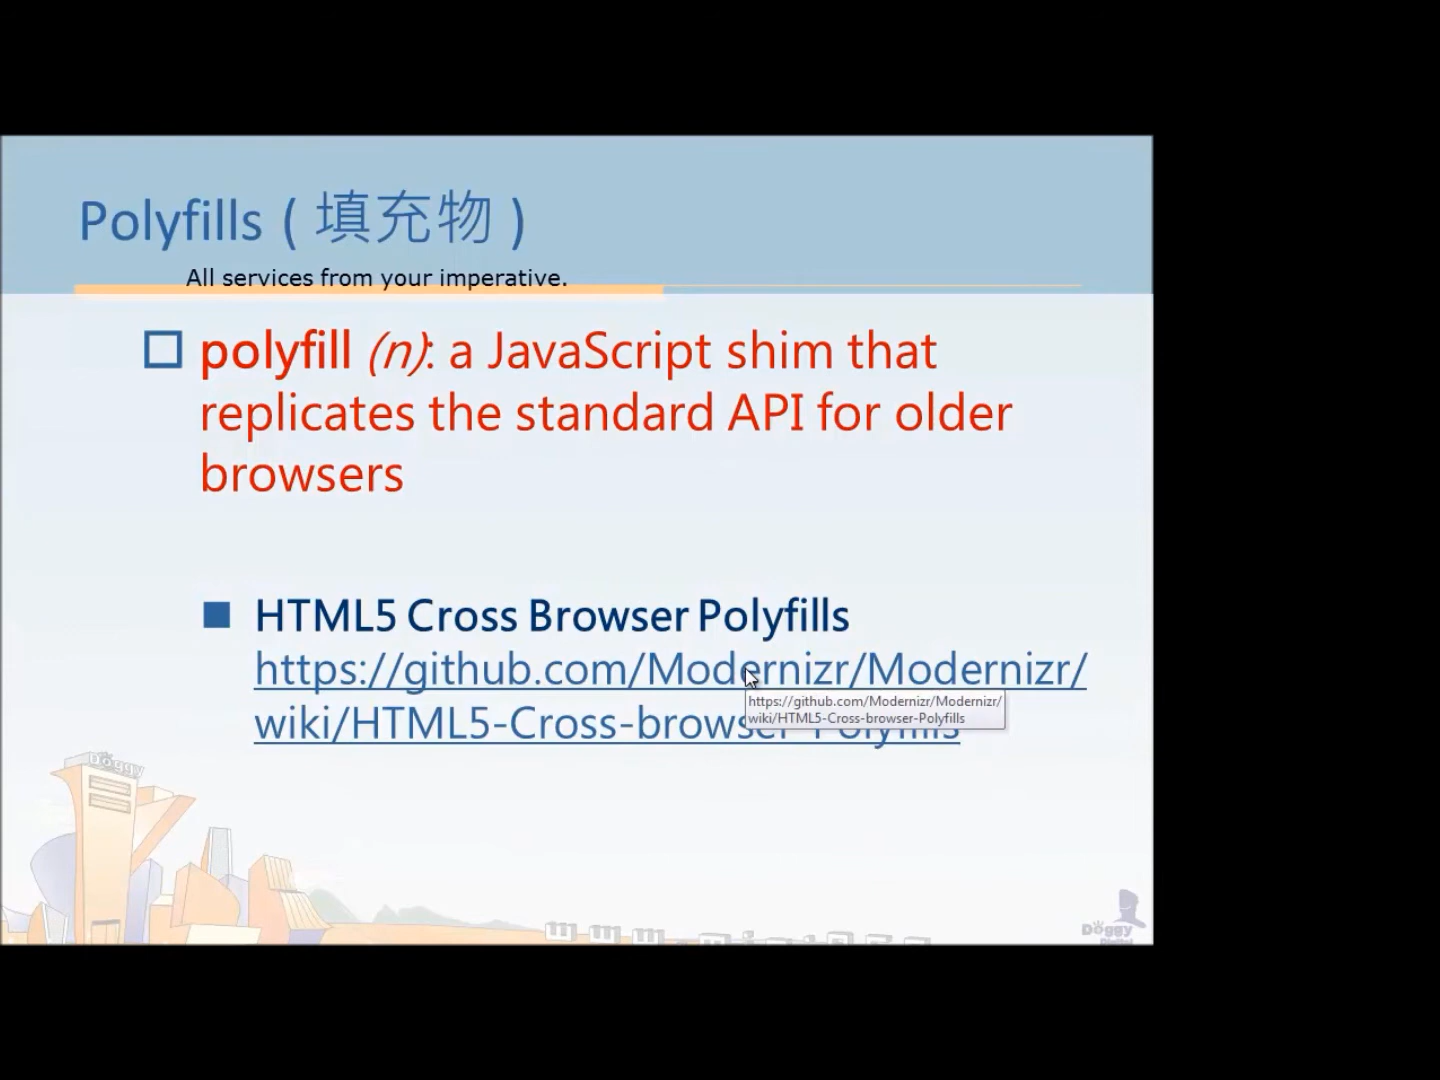 Polyfills ( 填充物 )
All services from your imperative.
polyfill (n): a JavaScript shim that
replicates the standard API for older
browsers
HTML5 Cross Browser Polyfills
https://github.com/Modernizr/Modernizr/
wiki/HTML5-Cross-browser-Polyfills
https://github.com/Modernizr/Modernizr/
wiki/HTML5-Cross-browser-Polyfills
Doggy
Doggy
Digital